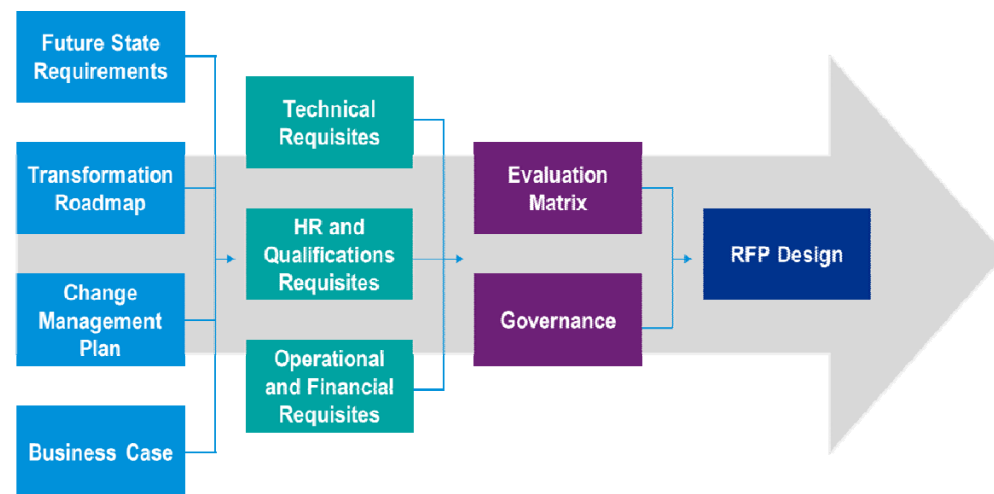 Future State
Requirements
Transformation
Roadmap
Change
Management
Plan
Business Case
Technical
Requisites
HR and
Qualifications
Requisites
Operational
and Financial
Requisites
Evaluation
Matrix
Governance
RFP Design